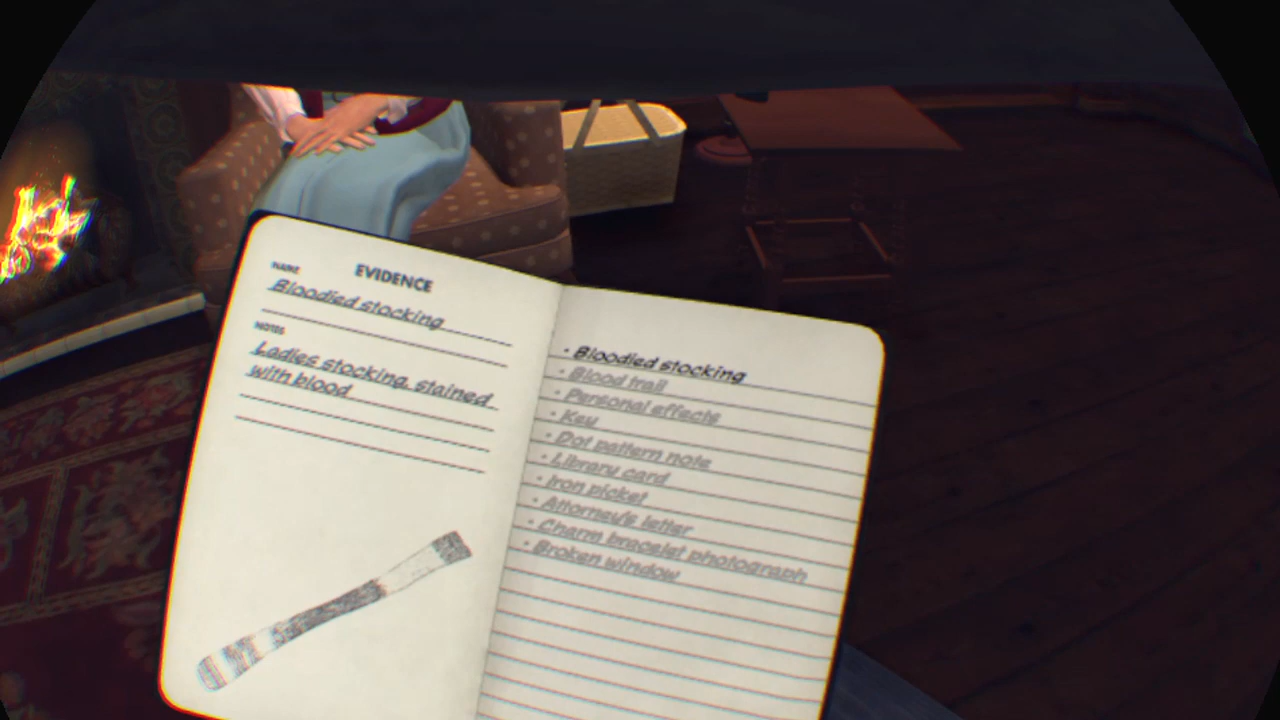 EVIDENCE
NAME
Bloodied stocking
NOTES
Ladies stocking, stained
with blood
• Bloodied stocking
• Blood trail
• Personal effects
• Key
• Dot pattern note
• Library card
• Iron picket
• Attorney's letter
• Charm bracelet photograph
• Broken window